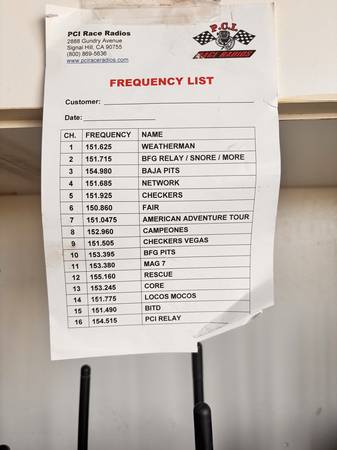 PCI Race Radios
2888 Gundry Avenue
Signal Hill, CA 90755
(800) 869-5636
www.pciraceradios.com
P.C.I.
RACE RADIOS
FREQUENCY LIST
Customer:
Date:
CH. FREQUENCY NAME
1 151.625 WEATHERMAN
2 151.715 BFG RELAY / SNORE / MORE
3 154.980 BAJA PITS
4 151.685 NETWORK
5 151.925 CHECKERS
6 150.860 FAIR
7 151.0475 AMERICAN ADVENTURE TOUR
8 152.960 CAMPEONES
9 151.505 CHECKERS VEGAS
10 153.395 BFG PITS
11 153.380 MAG 7
12 155.160 RESCUE
13 153.245 CORE
14 151.775 LOCOS MOCOS
15 151.490 BITD
16 154.515 PCI RELAY